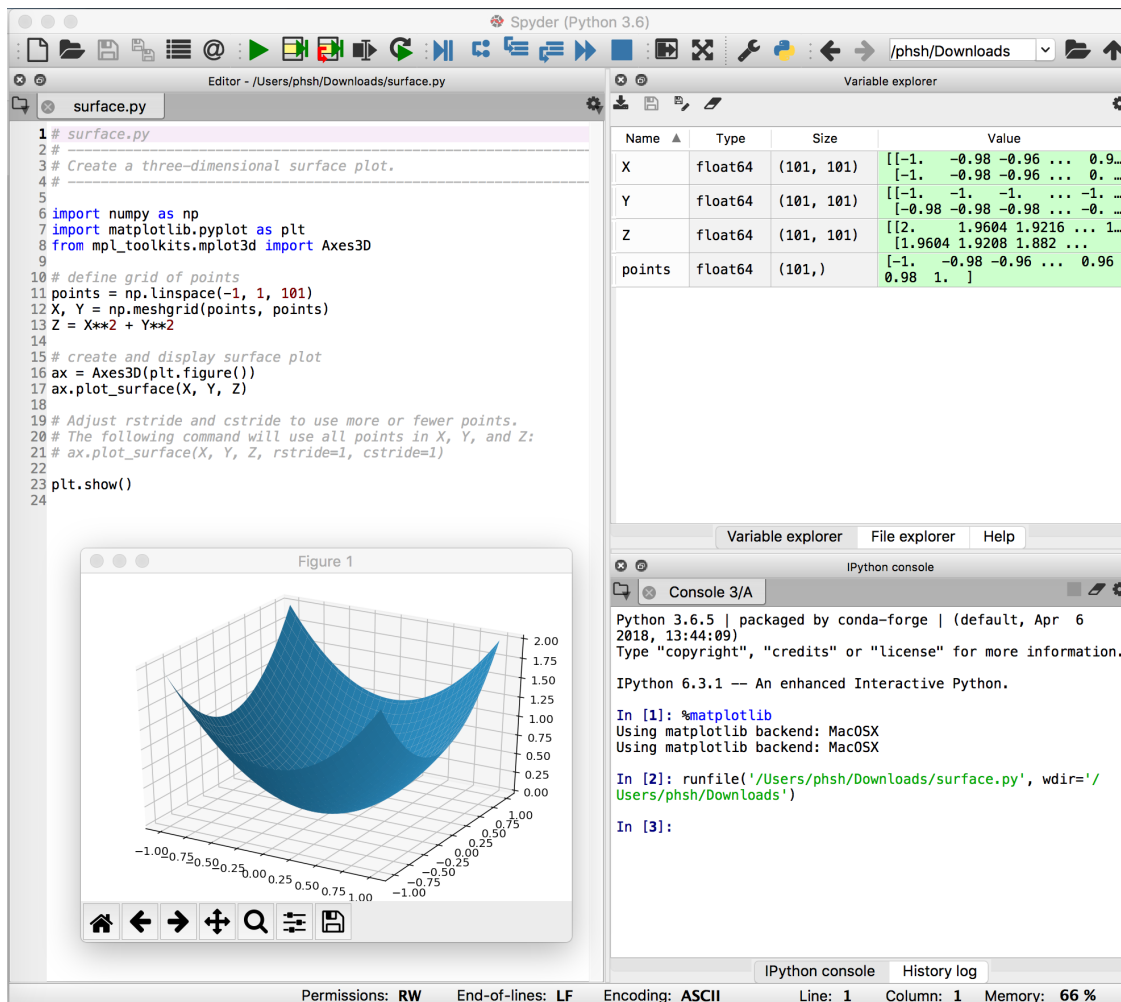 Spyder (Python 3.6)
/phsh/Downloads
Editor - /Users/phsh/Downloads/surface.py
surface.py
1 # surface.py
2 # ----------------------------------------------------------------
3 # Create a three-dimensional surface plot.
4 # ----------------------------------------------------------------
5
6 import numpy as np
7 import matplotlib.pyplot as plt
8 from mpl_toolkits.mplot3d import Axes3D
9
10 # define grid of points
11 points = np.linspace(-1, 1, 101)
12 X, Y = np.meshgrid(points, points)
13 Z = X**2 + Y**2
14
15 # create and display surface plot
16 ax = Axes3D(plt.figure())
17 ax.plot_surface(X, Y, Z)
18
19 # Adjust rstride and cstride to use more or fewer points.
20 # The following command will use all points in X, Y, and Z:
21 # ax.plot_surface(X, Y, Z, rstride=1, cstride=1)
22
23 plt.show()
24
Figure 1
2.00
1.75
1.50
1.25
1.00
0.75
0.50
0.25
0.00
−1.00 −0.75 −0.50 −0.25 0.00 0.25 0.50 0.75 1.00
−1.00 −0.75 −0.50 −0.25 0.00 0.25 0.50 0.75 1.00
Variable explorer
Name Type Size Value
X float64 (101, 101) [[-1. -0.98 -0.96 ... 0.9…
[-1. -0.98 -0.96 ... 0. …
Y float64 (101, 101) [[-1. -1. -1. ... -1. …
[-0.98 -0.98 -0.98 ... -0. …
Z float64 (101, 101) [[2. 1.9604 1.9216 ... 1…
[1.9604 1.9208 1.882 ...
points float64 (101,) [-1. -0.98 -0.96 ... 0.96
0.98 1. ]
Variable explorer File explorer Help
IPython console
Console 3/A
Python 3.6.5 | packaged by conda-forge | (default, Apr 6
2018, 13:44:09)
Type "copyright", "credits" or "license" for more information.
IPython 6.3.1 -- An enhanced Interactive Python.
In [1]: %matplotlib
Using matplotlib backend: MacOSX
Using matplotlib backend: MacOSX
In [2]: runfile('/Users/phsh/Downloads/surface.py', wdir='/
Users/phsh/Downloads')
In [3]:
IPython console History log
Permissions: RW End-of-lines: LF Encoding: ASCII Line: 1 Column: 1 Memory: 66 %